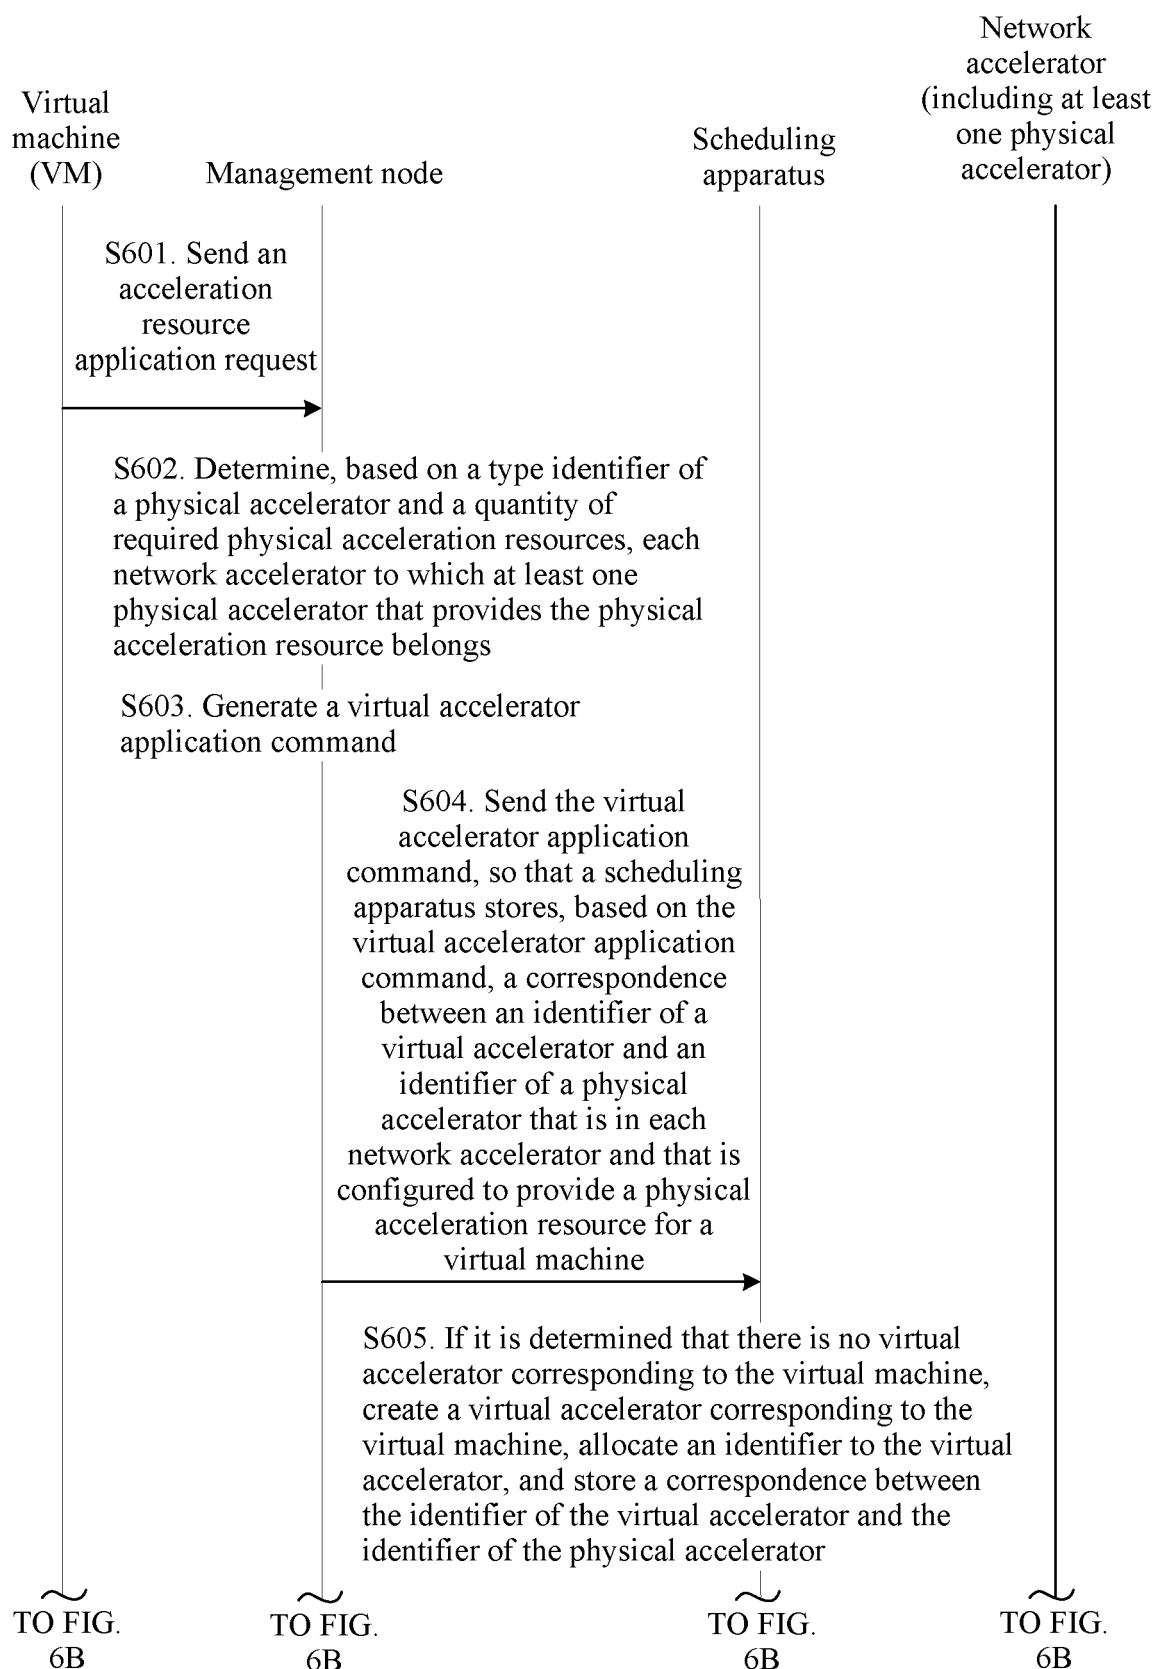 Virtual
machine
(VM)
Management node
Scheduling
apparatus
Network
accelerator
(including at least
one physical
accelerator)
S601. Send an
acceleration
resource
application request
S602. Determine, based on a type identifier of
a physical accelerator and a quantity of
required physical acceleration resources, each
network accelerator to which at least one
physical accelerator that provides the physical
acceleration resource belongs
S603. Generate a virtual accelerator
application command
S604. Send the virtual
accelerator application
command, so that a scheduling
apparatus stores, based on the
virtual accelerator application
command, a correspondence
between an identifier of a
virtual accelerator and an
identifier of a physical
accelerator that is in each
network accelerator and that is
configured to provide a physical
acceleration resource for a
virtual machine
S605. If it is determined that there is no virtual
accelerator corresponding to the virtual machine,
create a virtual accelerator corresponding to the
virtual machine, allocate an identifier to the virtual
accelerator, and store a correspondence between
the identifier of the virtual accelerator and the
identifier of the physical accelerator
TO FIG.
6B
TO FIG.
6B
TO FIG.
6B
TO FIG.
6B